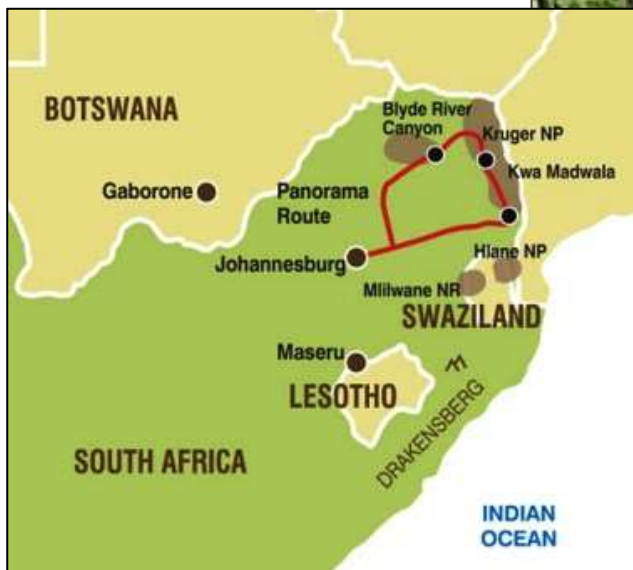 BOTSWANA
Blyde River
Canyon
Kruger NP
Kwa Madwala
Gaborone
Panorama
Route
Johannesburg
Hlane NP
Mlilwane NR
SWAZILAND
Maseru
LESOTHO
DRAKENSBERG
SOUTH AFRICA
INDIAN
OCEAN